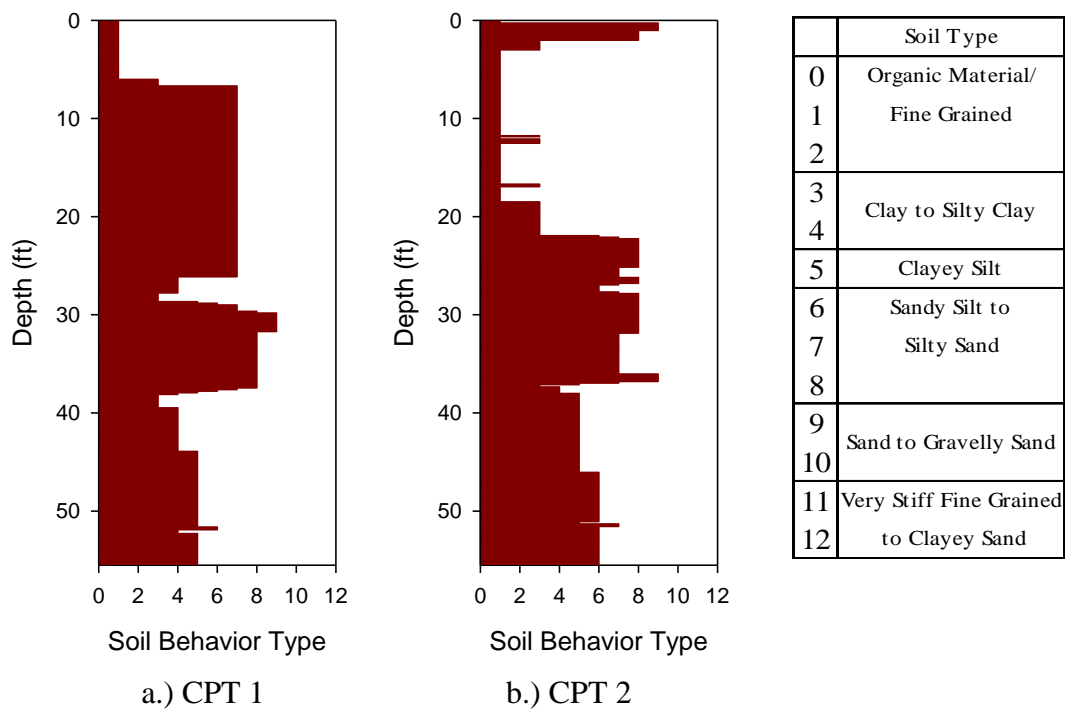 0
10
20
30
40
50
Depth (ft)
0 2 4 6 8 10 12
Soil Behavior Type
a.) CPT 1
0
10
20
30
40
50
Depth (ft)
0 2 4 6 8 10 12
Soil Behavior Type
b.) CPT 2
Soil Type
0 Organic Material/
1 Fine Grained
2
3
Clay to Silty Clay
4
5 Clayey Silt
6 Sandy Silt to
7 Silty Sand
8
9
Sand to Gravelly Sand
10
11 Very Stiff Fine Grained
12 to Clayey Sand